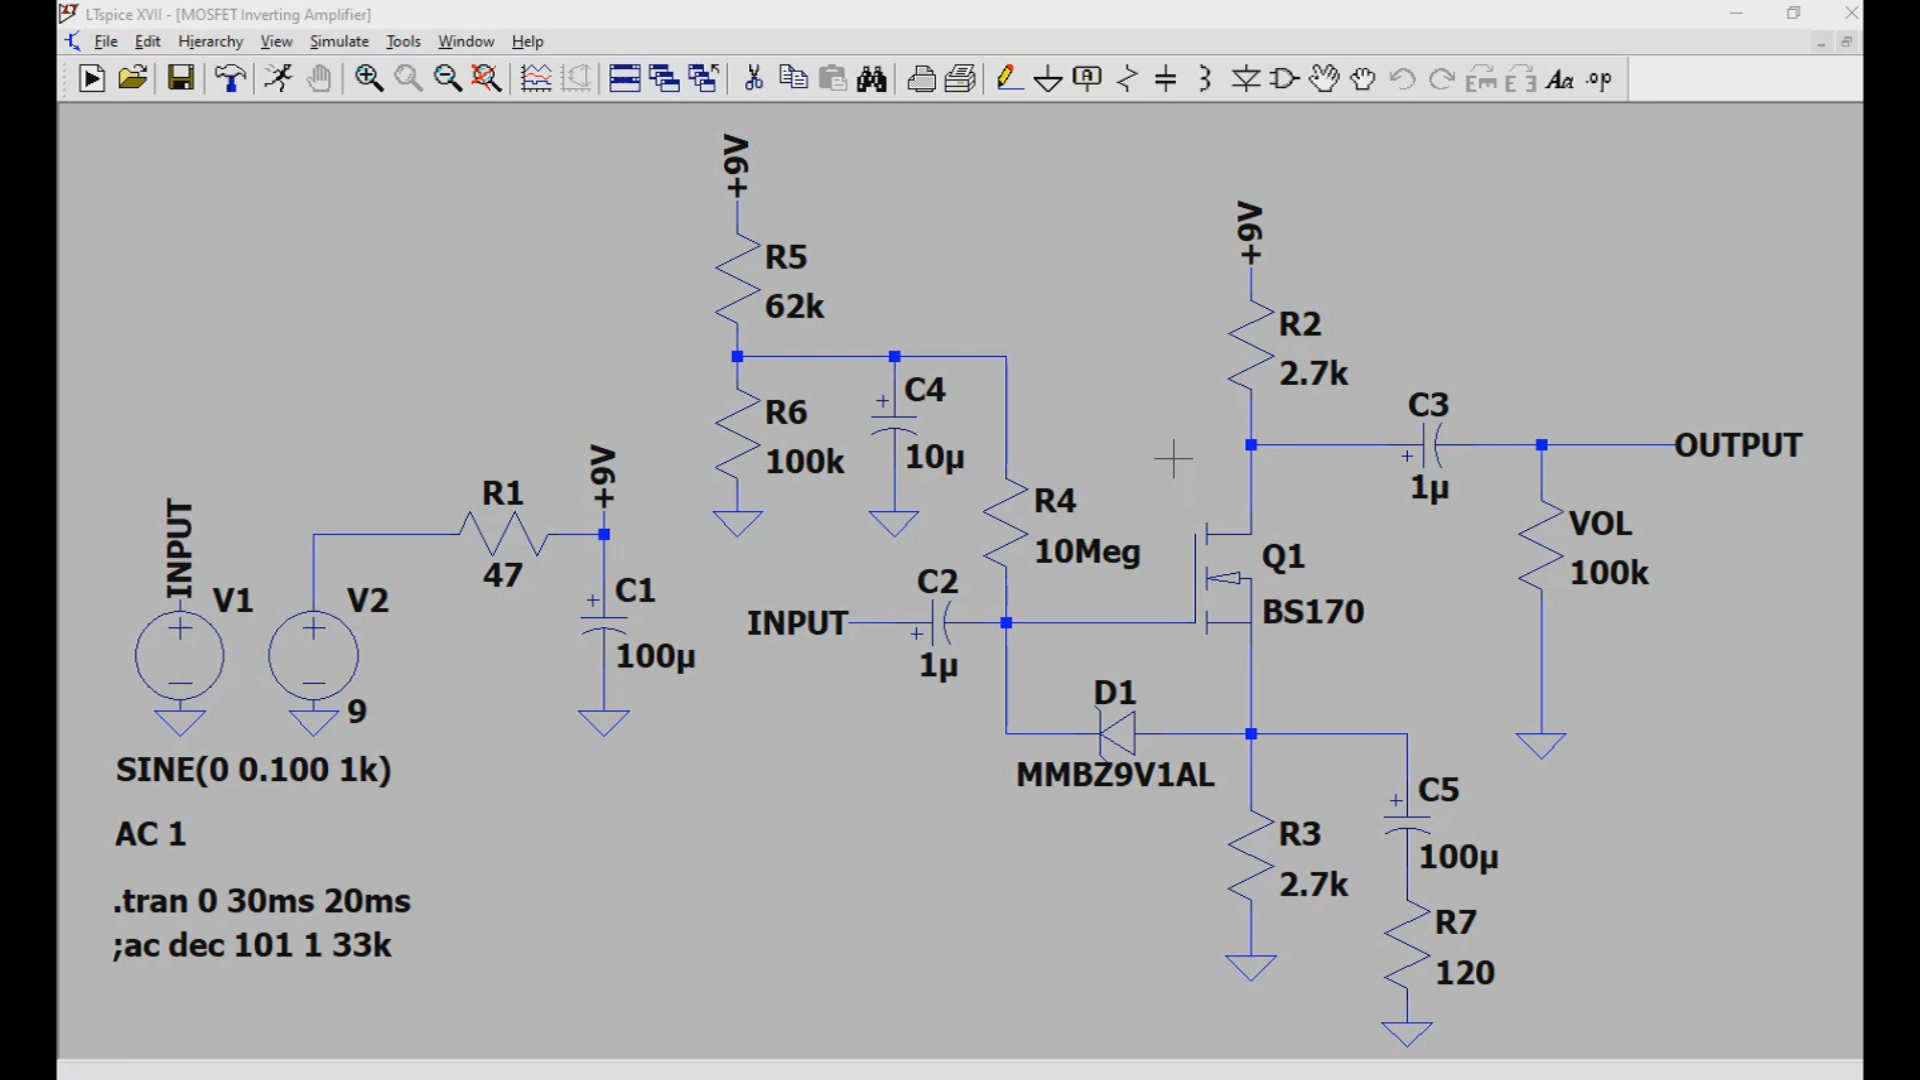 LTspice XVII - [MOSFET Inverting Amplifier]
File Edit Hierarchy View Simulate Tools Window Help
Aa .op
+9V
+9V
R5
62k
R2
2.7k
R6
100k
C4
10µ
C3
1µ
OUTPUT
+9V
R1
47
INPUT
V1
V2
9
C1
100µ
R4
10Meg
C2
1µ
INPUT
Q1
BS170
VOL
100k
D1
MMBZ9V1AL
SINE(0 0.100 1k)
AC 1
.tran 0 30ms 20ms
;ac dec 101 1 33k
R3
2.7k
C5
100µ
R7
120